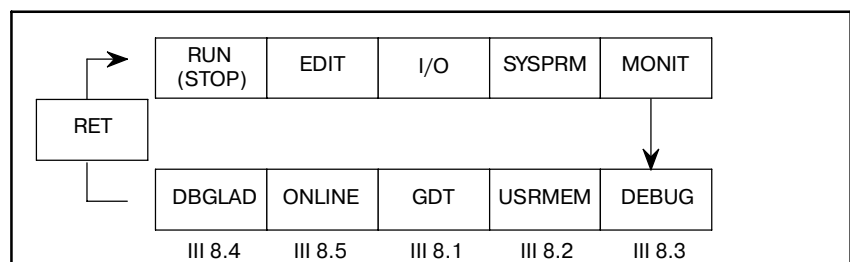 RUN
(STOP)
EDIT
I/O
SYSPRM
MONIT
RET
DBGLAD
ONLINE
GDT
USRMEM
DEBUG
III 8.4
III 8.5
III 8.1
III 8.2
III 8.3